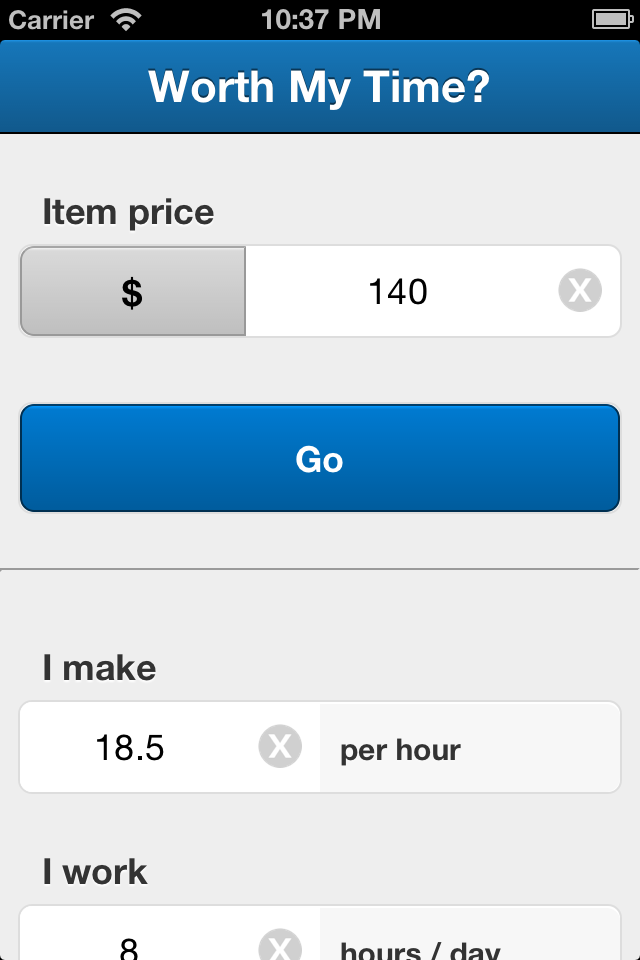 Carrier 10:37 PM
Worth My Time?
Item price
$ 140 X
Go
I make
18.5 X per hour
I work
8 X hours / day